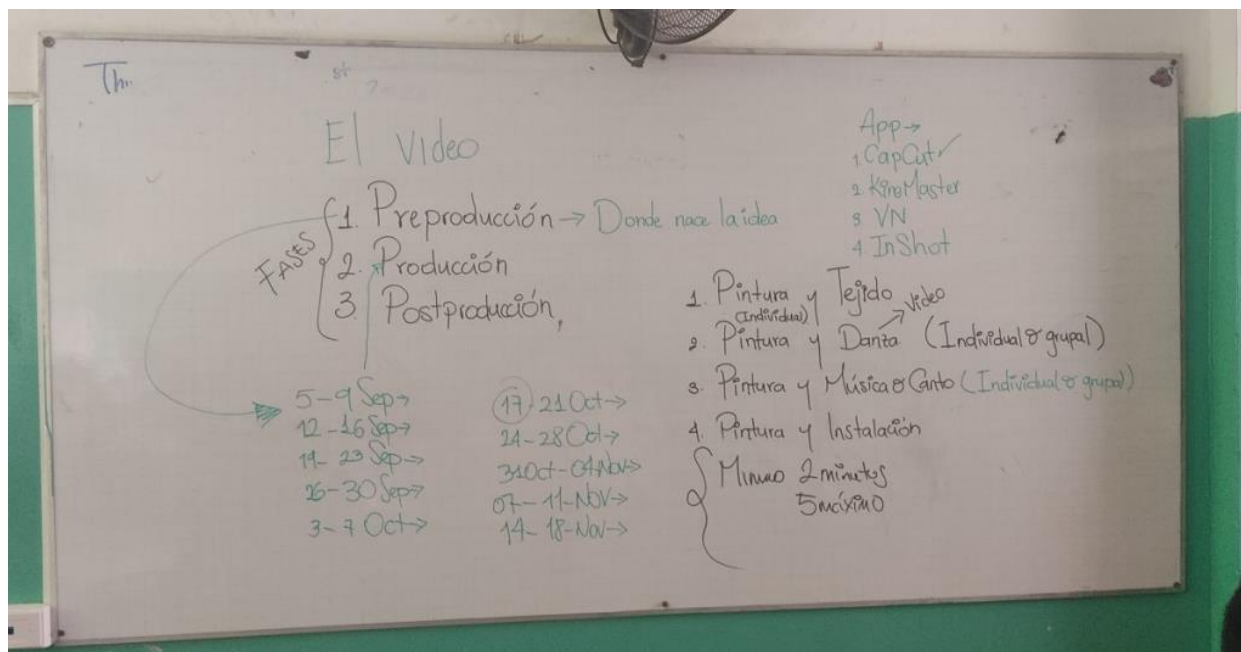 Th..
El Video
FASES
1. Preproducción → Donde nace la idea
2. Producción
3. Postproducción,
5-9 Sep→
12-16 Sep→
19-23 Sep→
26-30 Sep→
3-7 Oct→
17-21 Oct→
24-28 Oct→
31 Oct-04 Nov→
07-11-Nov→
14-18-Nov→
App→
1 CapCut✓
2 KineMaster
3 VN
4 InShot
1. Pintura y Tejido
(Individual)
2. Pintura y Danza (Individual o grupal)
Video
3. Pintura y Música o Canto (Individual o grupal)
4. Pintura y Instalación
Minimo 2 minutos
5 máximo